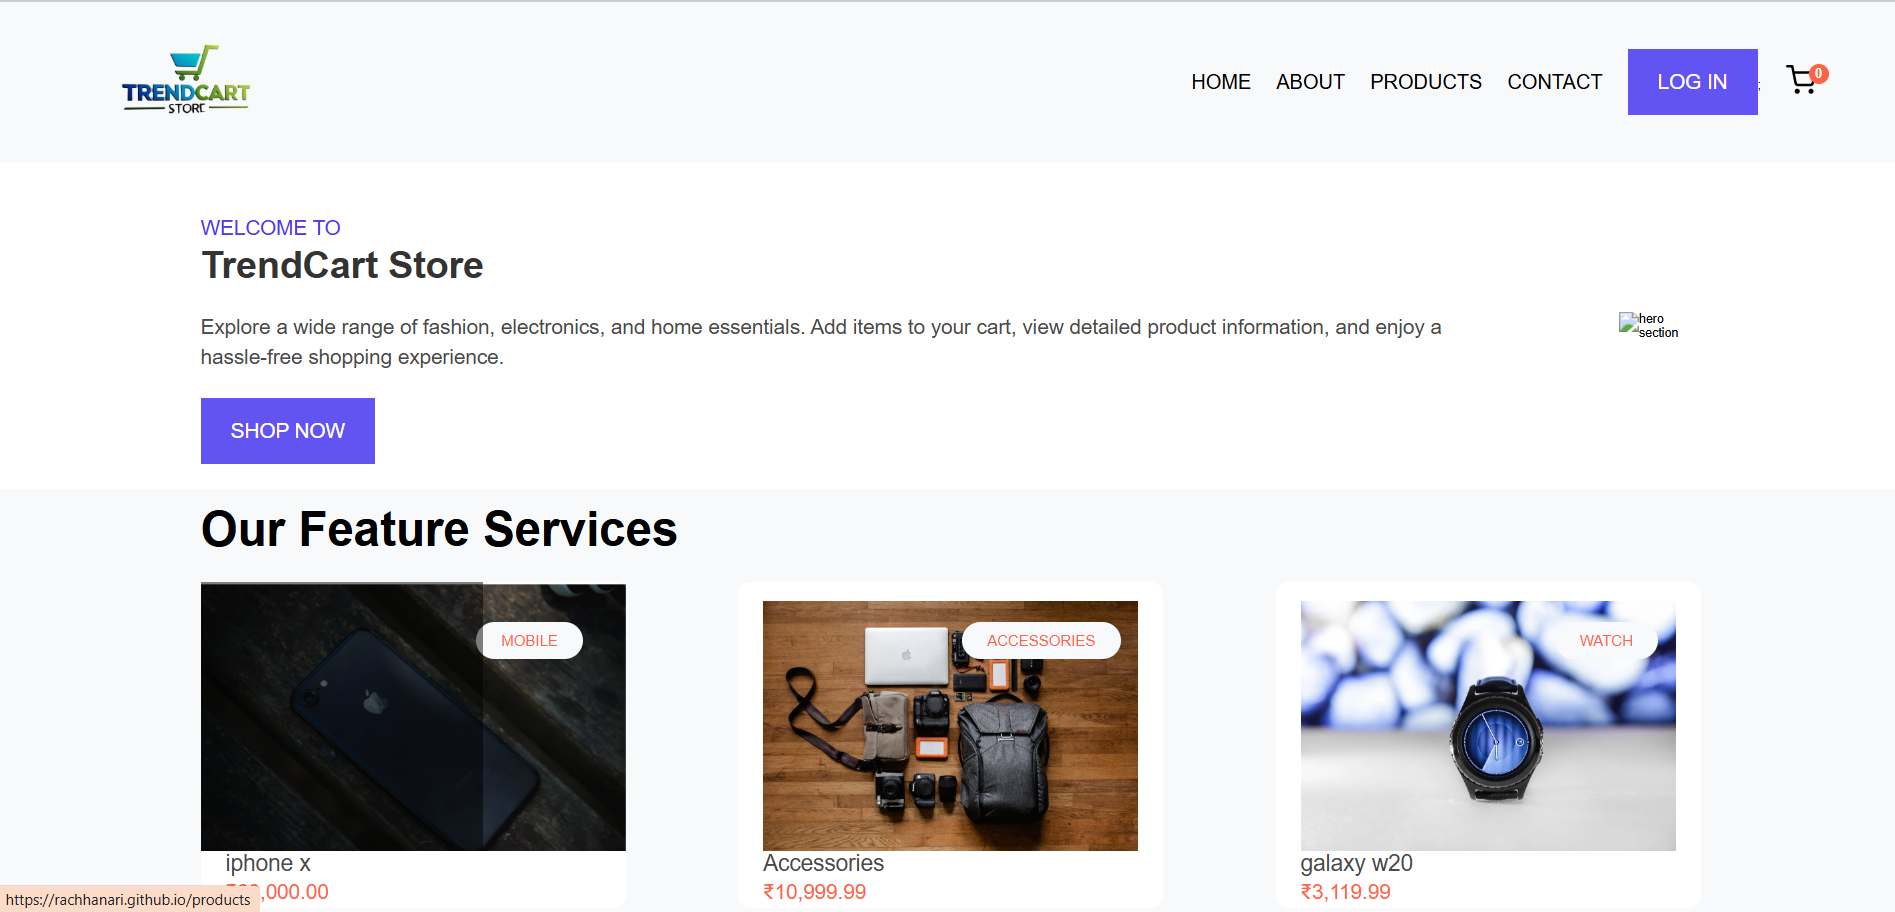 TRENDCART
STORE
HOME ABOUT PRODUCTS CONTACT LOG IN ; 0
WELCOME TO
TrendCart Store
Explore a wide range of fashion, electronics, and home essentials. Add items to your cart, view detailed product information, and enjoy a
hassle-free shopping experience.
hero
section
SHOP NOW
Our Feature Services
MOBILE
ACCESSORIES
WATCH
iphone x
Accessories
galaxy w20
,000.00
₹10,999.99
₹3,119.99
https://rachhanari.github.io/products